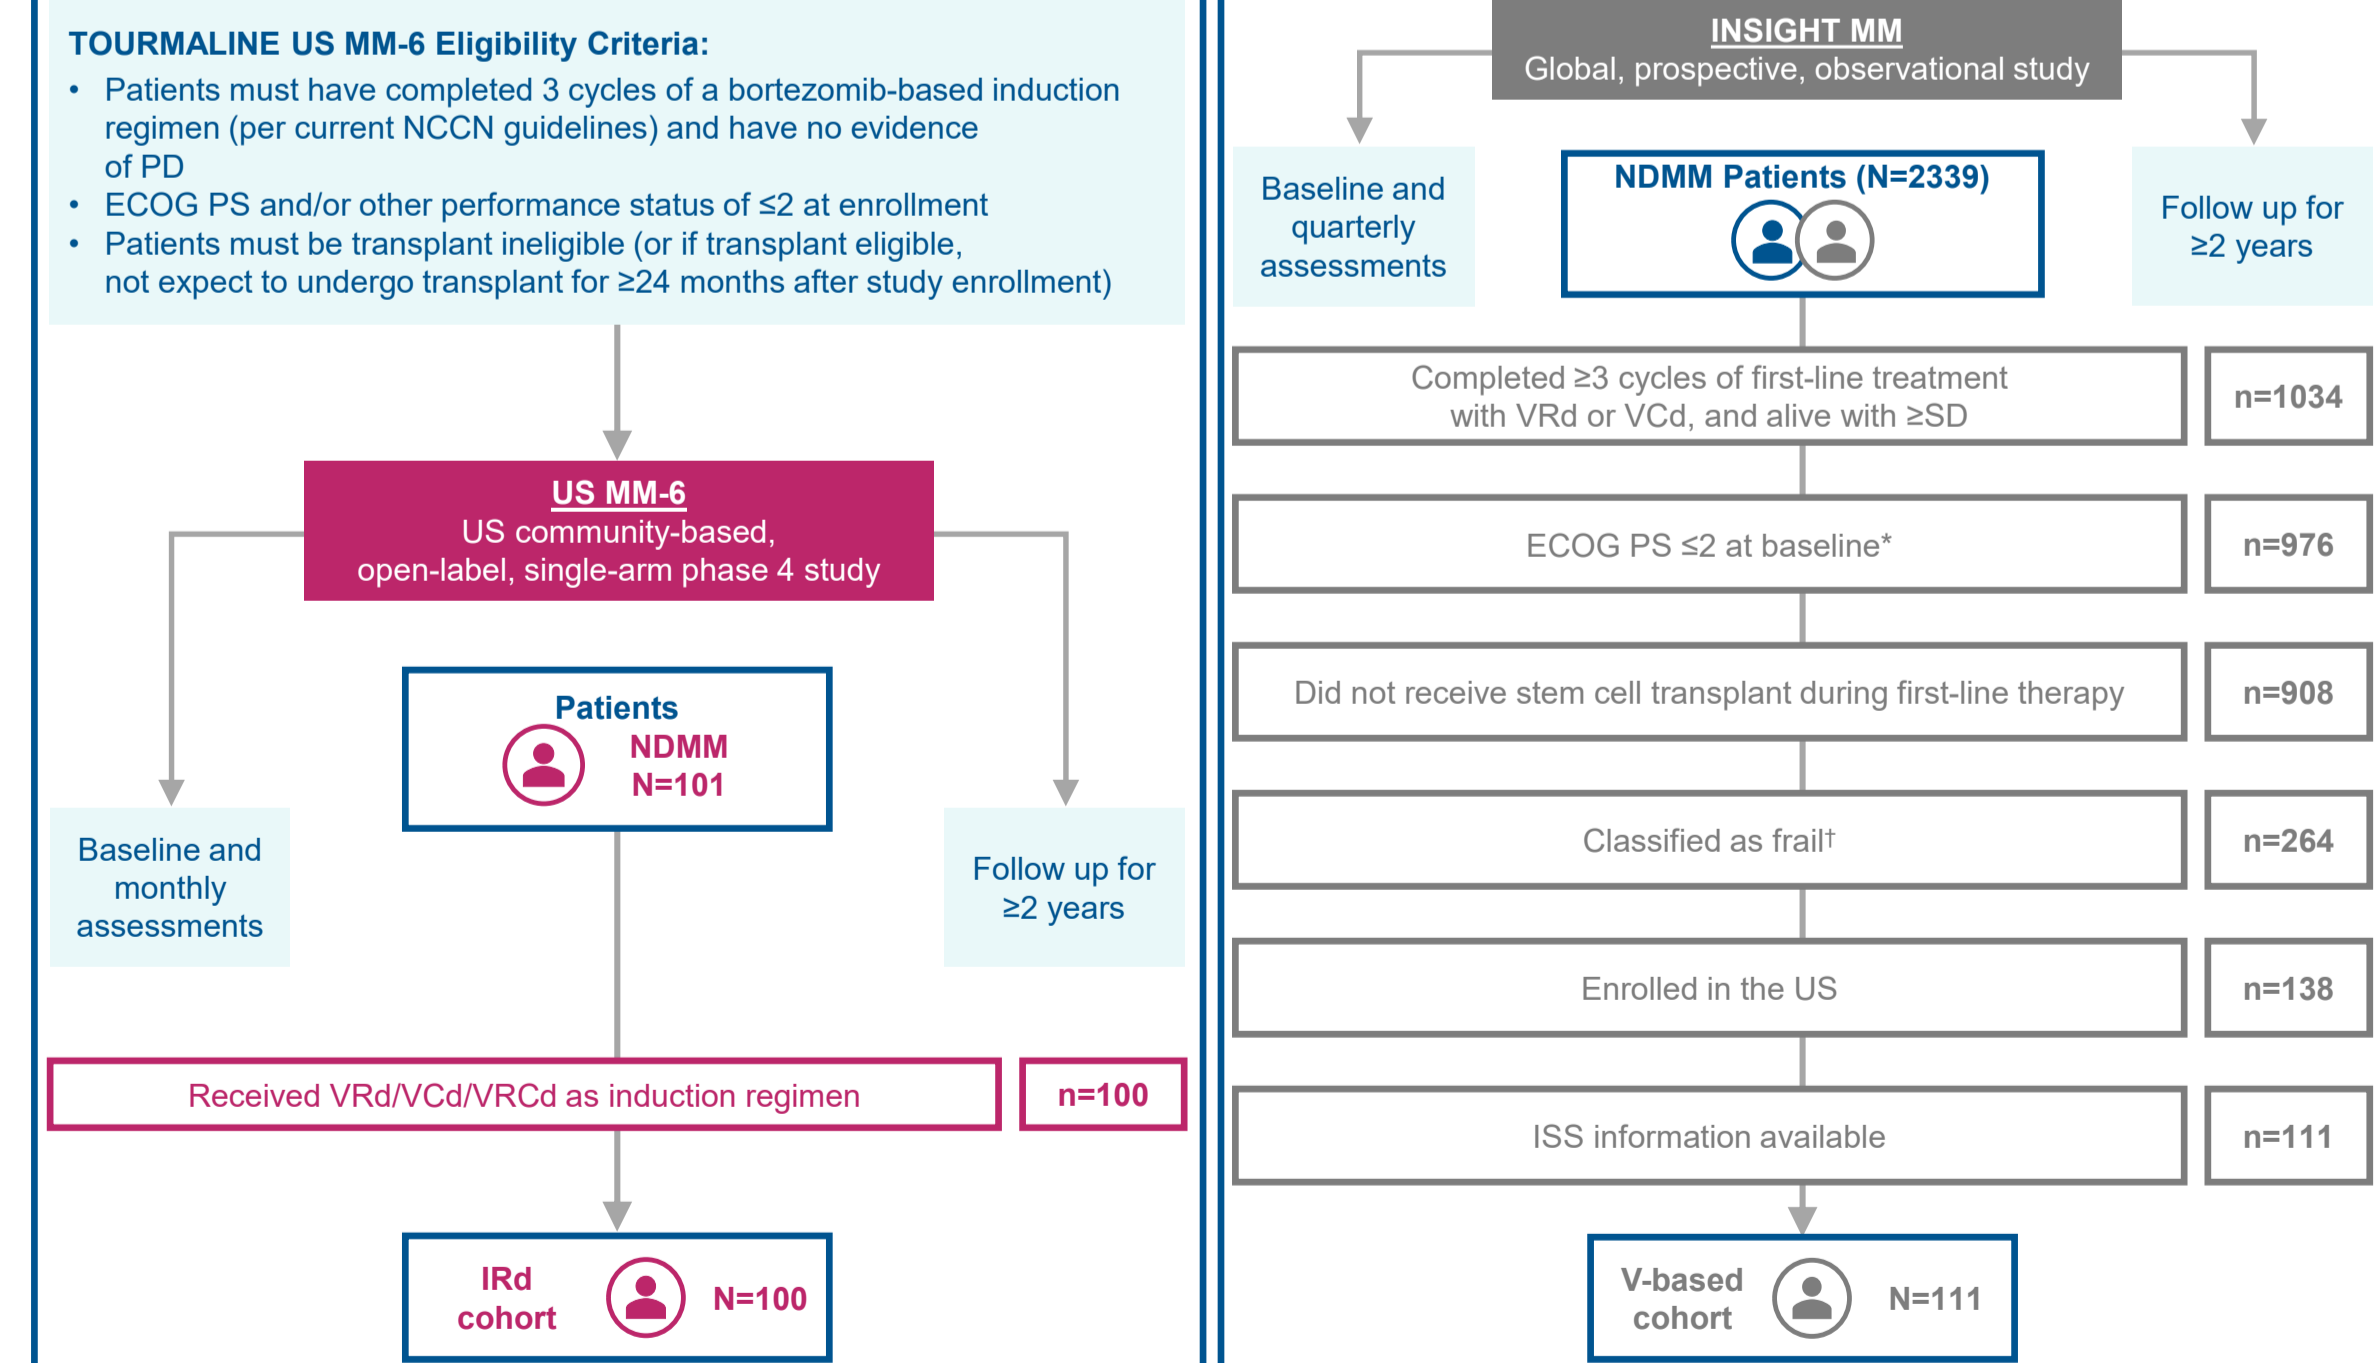 TOURMALINE US MM-6 Eligibility Criteria:
• Patients must have completed 3 cycles of a bortezomib-based induction
regimen (per current NCCN guidelines) and have no evidence
of PD
• ECOG PS and/or other performance status of ≤2 at enrollment
• Patients must be transplant ineligible (or if transplant eligible,
not expect to undergo transplant for ≥24 months after study enrollment)
US MM-6
US community-based,
open-label, single-arm phase 4 study
Patients
NDMM
N=101
Baseline and
monthly
assessments
Follow up for
≥2 years
Received VRd/VCd/VRCd as induction regimen
n=100
IRd
cohort
N=100
INSIGHT MM
Global, prospective, observational study
Baseline and
quarterly
assessments
NDMM Patients (N=2339)
Follow up for
≥2 years
Completed ≥3 cycles of first-line treatment
with VRd or VCd, and alive with ≥SD
n=1034
ECOG PS ≤2 at baseline*
n=976
Did not receive stem cell transplant during first-line therapy
n=908
Classified as frail†
n=264
Enrolled in the US
n=138
ISS information available
n=111
V-based
cohort
N=111